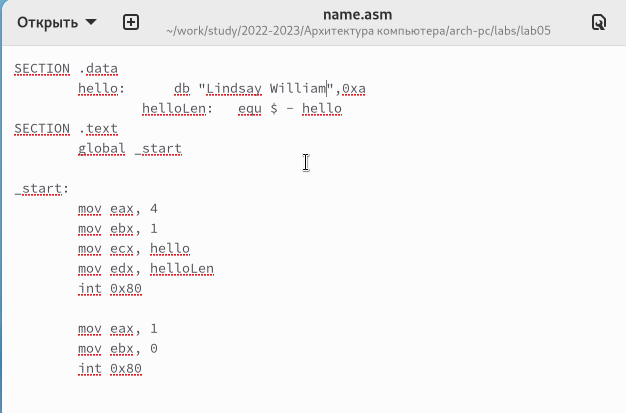 Открыть
name.asm
~/work/study/2022-2023/Архитектура компьютера/arch-pc/labs/lab05
SECTION .data
hello: db "Lindsay William",0xa
helloLen: equ $ - hello
SECTION .text
global _start
_start:
mov eax, 4
mov ebx, 1
mov ecx, hello
mov edx, helloLen
int 0x80
mov eax, 1
mov ebx, 0
int 0x80